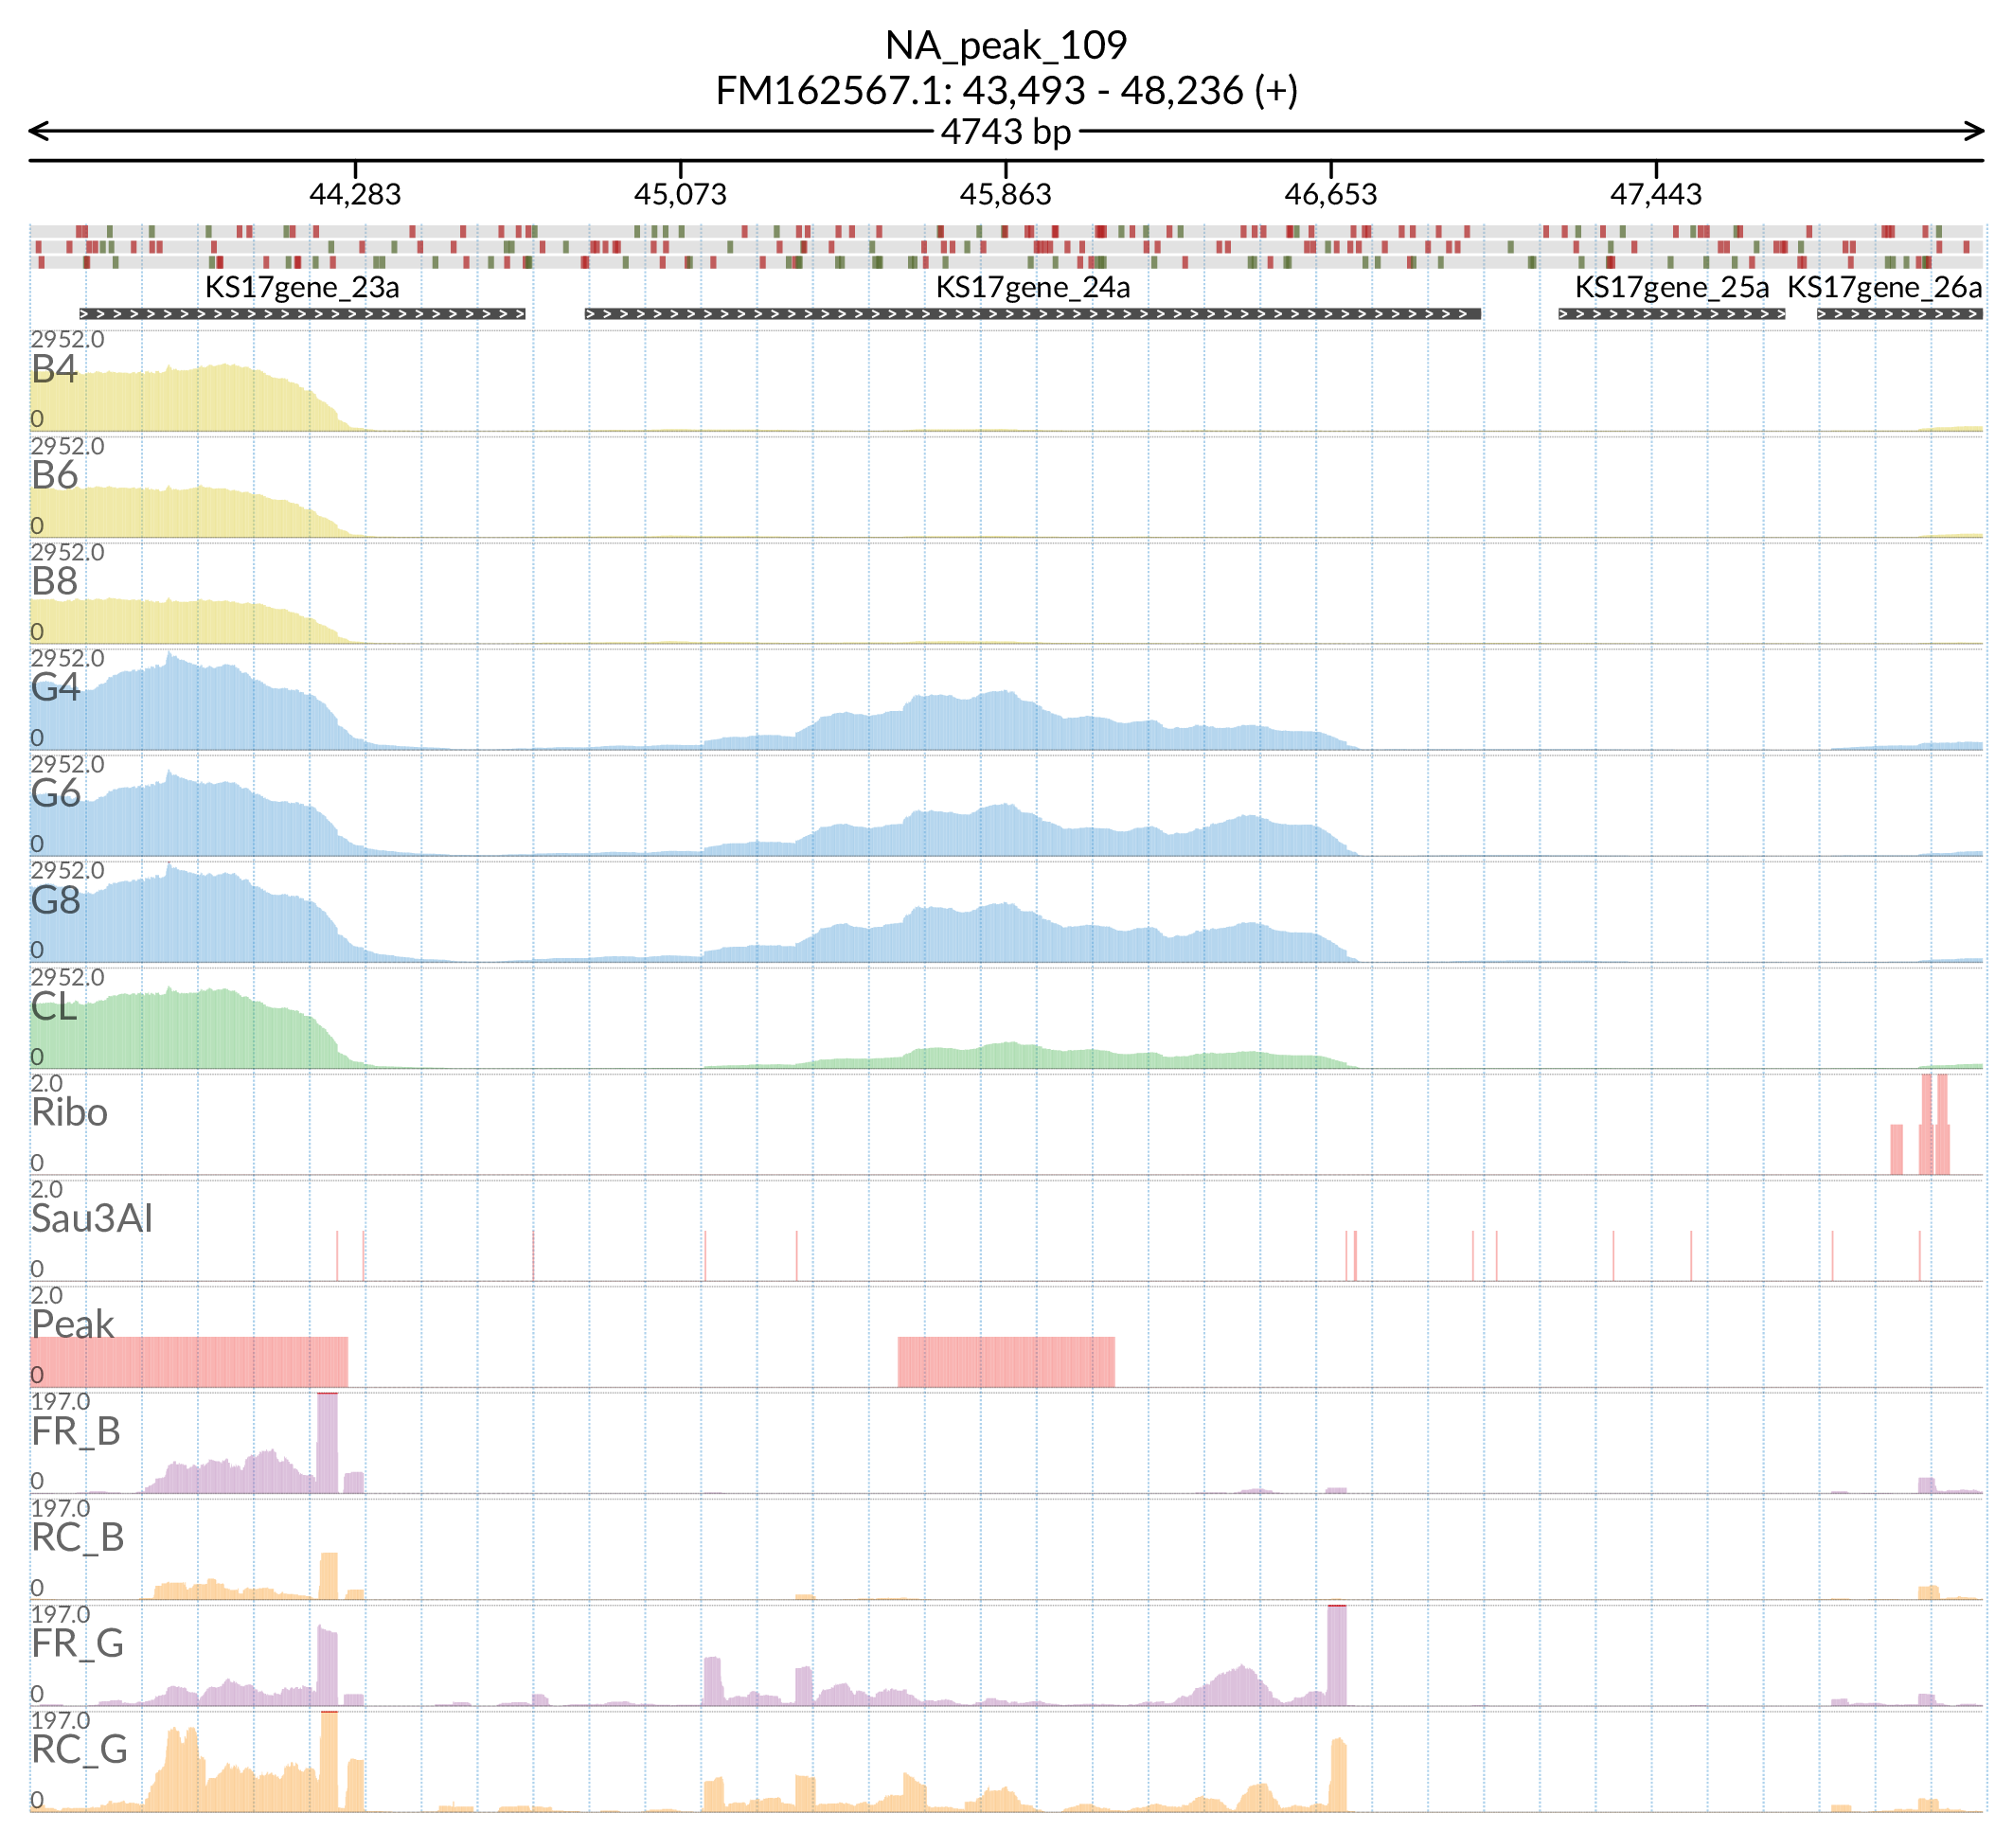 NA_peak_109
FM162567.1: 43,493 - 48,236 (+)
4743 bp
44,283 45,073 45,863 46,653 47,443
KS17gene_23a KS17gene_24a KS17gene_25a KS17gene_26a
2952.0
B4
0
2952.0
B6
0
2952.0
B8
0
2952.0
G4
0
2952.0
G6
0
2952.0
G8
0
2952.0
CL
0
2.0
Ribo
0
2.0
Sau3AI
0
2.0
Peak
0
197.0
FR_B
0
197.0
RC_B
0
197.0
FR_G
0
197.0
RC_G
0